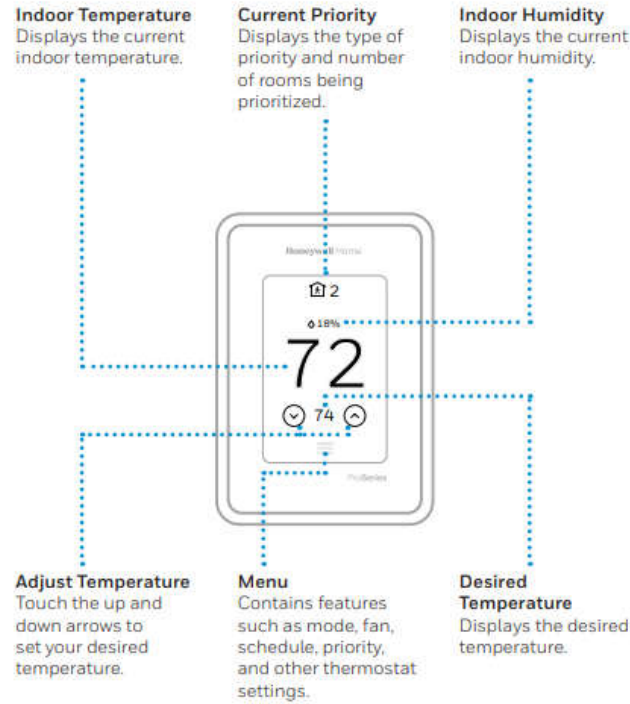 Indoor Temperature
Displays the current
indoor temperature.
Current Priority
Displays the type of
priority and number
of rooms being
prioritized.
Indoor Humidity
Displays the current
indoor humidity.
Honeywell Home
2
18%
72
74
ProSeries
Adjust Temperature
Touch the up and
down arrows to
set your desired
temperature.
Menu
Contains features
such as mode, fan,
schedule, priority,
and other thermostat
settings.
Desired
Temperature
Displays the desired
temperature.